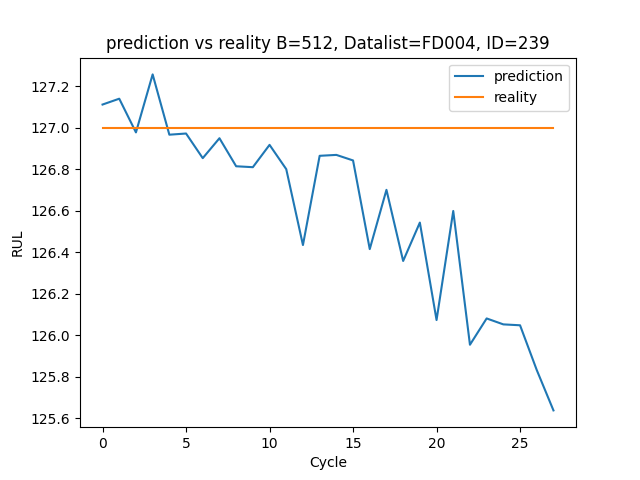 prediction vs reality B=512, Datalist=FD004, ID=239
prediction
reality
127.2
127.0
126.8
126.6
126.4
126.2
126.0
125.8
125.6
RUL
0 5 10 15 20 25
Cycle